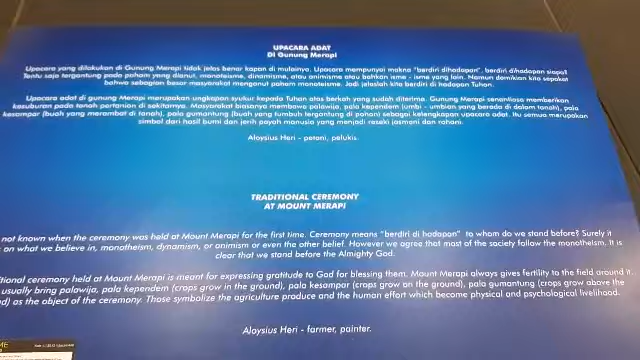 UPACARA ADAT
Di Gunung Merapi
Upacara yang dilakukan di Gunung Merapi tidak jelas benar kapan di mulainya. Upacara mempunyai makna "berdiri dihadapan", berdiri dihadapan siapa?
Tentu saja tergantung pada paham yang dianut, monoteisme, dinamisme, atau animisme atau bahkan isme - isme yang lain. Namun demikian kita sepakat
bahwa sebagian besar masyarakat menganut paham monoteisme. Jadi jelaslah kita berdiri di hadapan Tuhan.
Upacara adat di gunung Merapi merupakan ungkapan syukur kepada Tuhan atas berkah yang sudah diterima. Gunung Merapi senantiasa memberikan
kesuburan pada tanah pertanian di sekitarnya. Masyarakat biasanya membawa palawija, pala kependem (umbi - umbian yang berada di dalam tanah), pala
kesampar (buah yang merambat di tanah), pala gumantung (buah yang tumbuh tergantung di pohon) sebagai kelengkapan upacara adat. Itu semua merupakan
simbol dari hasil bumi dan jerih payah manusia yang menjadi rezeki jasmani dan rohani.
Aloysius Heri - petani, pelukis.
TRADITIONAL CEREMONY
AT MOUNT MERAPI
not known when the ceremony was held at Mount Merapi for the first time. Ceremony means "berdiri di hadapan" to whom do we stand before? Surely it
on what we believe in, monotheism, dynamism, or animism or even the other belief. However we agree that most of the society follow the monotheism. It is
clear that we stand before the Almighty God.
tional ceremony held at Mount Merapi is meant for expressing gratitude to God for blessing them. Mount Merapi always gives fertility to the field around it.
usually bring palawija, pala kependem (crops grow in the ground), pala kesampar (crops grow on the ground), pala gumantung (crops grow above the
nd) as the object of the ceremony. Those symbolize the agriculture produce and the human effort which become physical and psychological livelihood.
Aloysius Heri - farmer, painter.